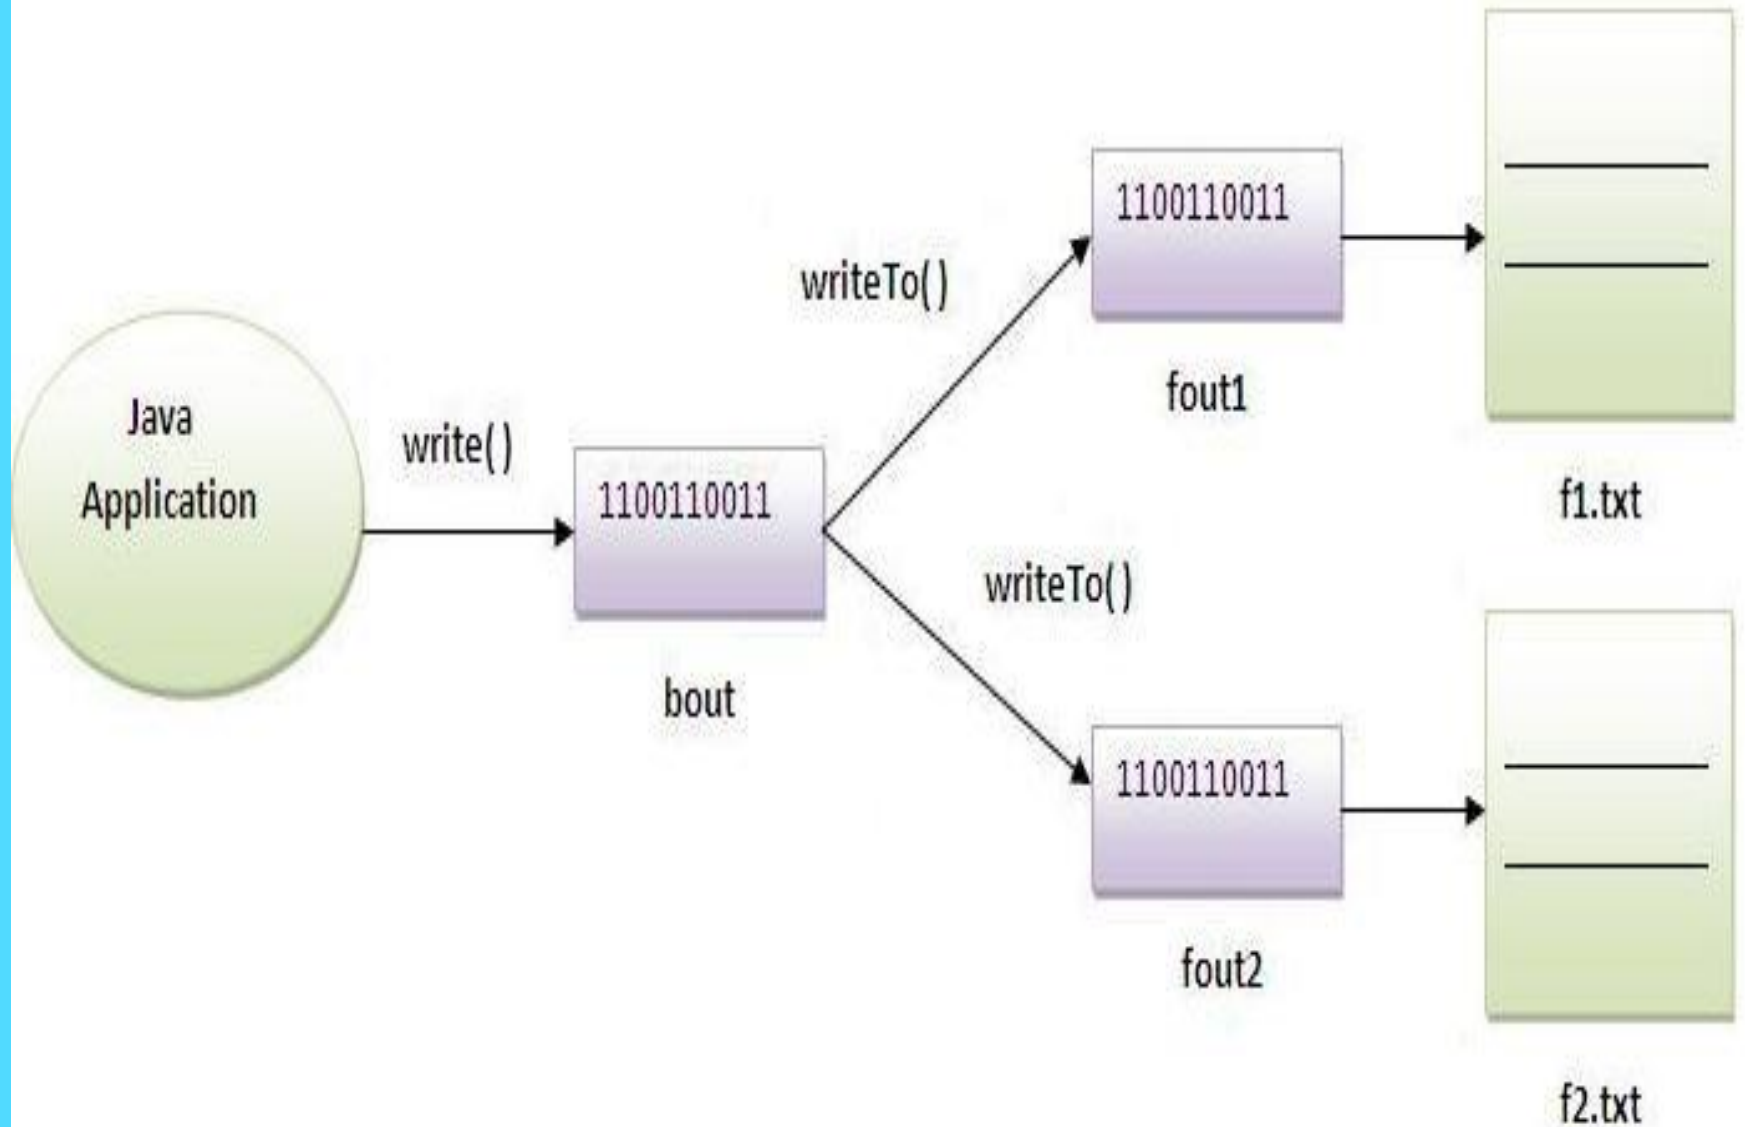 Java
Application
write()
1100110011
bout
writeTo()
1100110011
fout1
f1.txt
writeTo()
1100110011
fout2
f2.txt